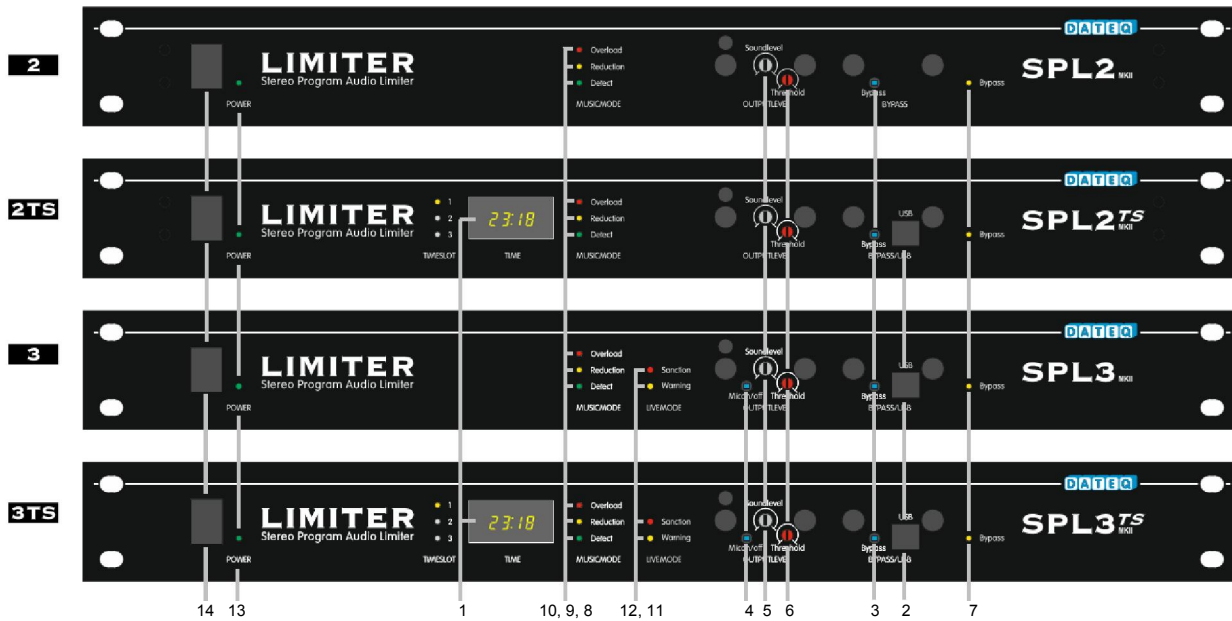 DATEQ
2
LIMITER
Stereo Program Audio Limiter
POWER
Overload
Reduction
Detect
MUSICMODE
Soundlevel
Threshold
OUTPUTLEVEL
Bypass
BYPASS
Bypass
SPL2 MKII
DATEQ
2TS
LIMITER
Stereo Program Audio Limiter
POWER
1
2
3
TIMESLOT
23:18
TIME
Overload
Reduction
Detect
MUSICMODE
Soundlevel
Threshold
OUTPUTLEVEL
USB
Bypass
BYPASS/USB
Bypass
SPL2TS MKII
DATEQ
3
LIMITER
Stereo Program Audio Limiter
POWER
Overload
Reduction
Detect
MUSICMODE
Sanction
Warning
LIVEMODE
Soundlevel
Mic on/off
Threshold
OUTPUTLEVEL
USB
Bypass
BYPASS/USB
Bypass
SPL3 MKII
DATEQ
3TS
LIMITER
Stereo Program Audio Limiter
POWER
1
2
3
TIMESLOT
23:18
TIME
Overload
Reduction
Detect
MUSICMODE
Sanction
Warning
LIVEMODE
Soundlevel
Mic on/off
Threshold
OUTPUTLEVEL
USB
Bypass
BYPASS/USB
Bypass
SPL3TS MKII
14 13 1 10, 9, 8 12, 11 4 5 6 3 2 7